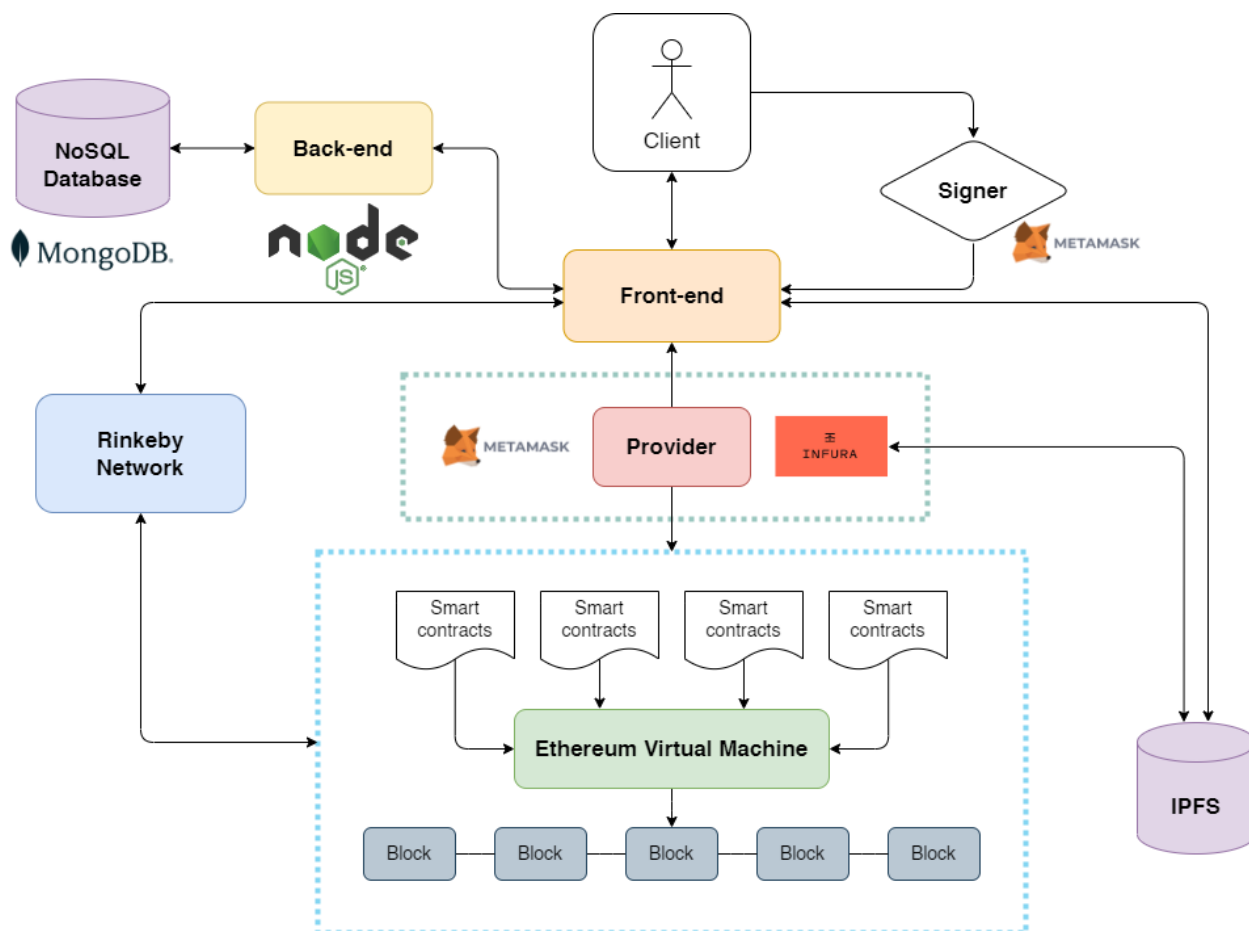 Client
NoSQL
Database
Back-end
Signer
MongoDB.
node
JS
METAMASK
Front-end
Rinkeby
Network
METAMASK
Provider
INFURA
Smart
contracts
Smart
contracts
Smart
contracts
Smart
contracts
Ethereum Virtual Machine
IPFS
Block
Block
Block
Block
Block